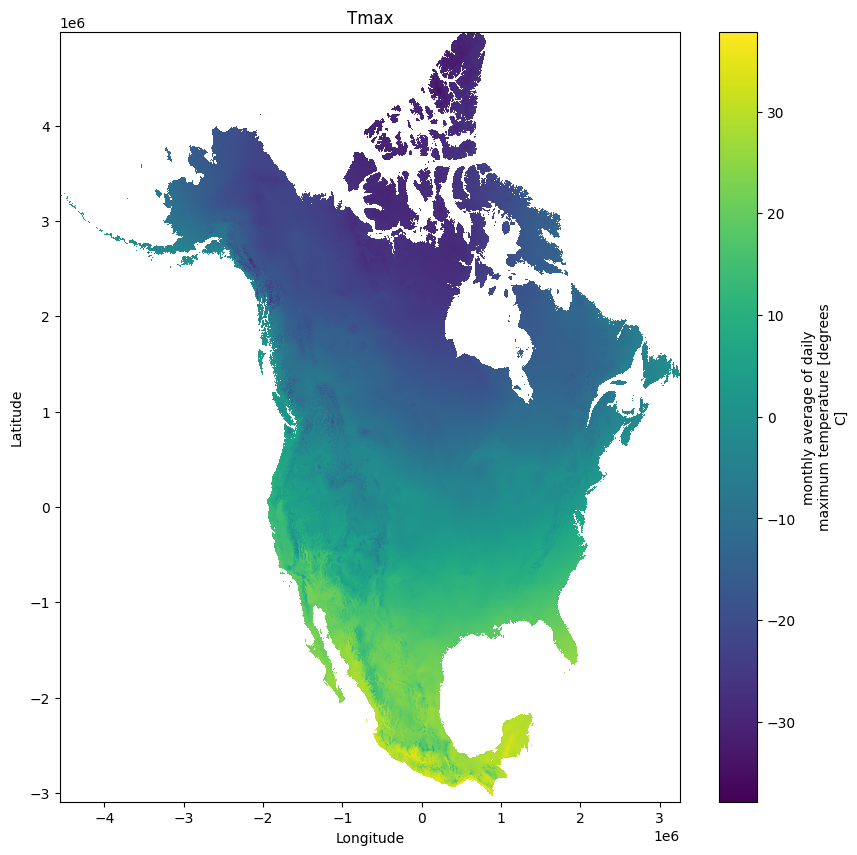 Tmax
1e6
4
3
2
1
0
−1
−2
−3
Latitude
−4
−3
−2
−1
0
1
2
3
1e6
Longitude
30
20
10
0
−10
−20
−30
monthly average of daily
maximum temperature [degrees
C]